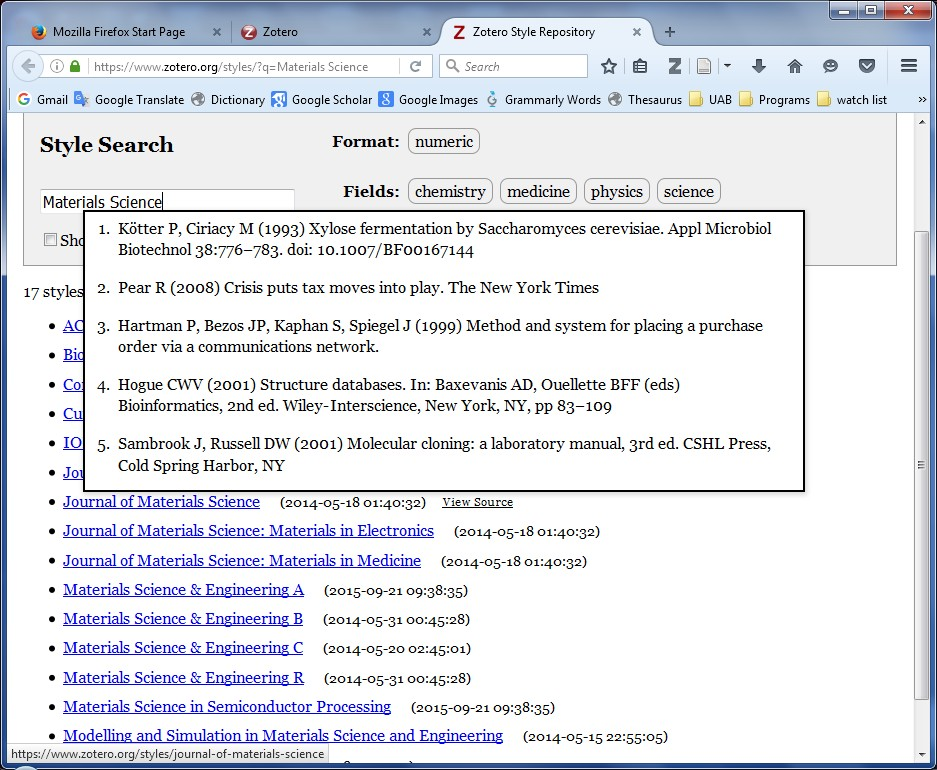 Mozilla Firefox Start Page
Zotero
Zotero Style Repository
https://www.zotero.org/styles/?q=Materials Science
Search
Gmail Google Translate Dictionary Google Scholar Google Images Grammarly Words Thesaurus UAB Programs watch list »
Style Search
Format: numeric
Fields: chemistry medicine physics science
Materials Science
Sho
1. Kötter P, Ciriacy M (1993) Xylose fermentation by Saccharomyces cerevisiae. Appl Microbiol
Biotechnol 38:776–783. doi: 10.1007/BF00167144
2. Pear R (2008) Crisis puts tax moves into play. The New York Times
3. Hartman P, Bezos JP, Kaphan S, Spiegel J (1999) Method and system for placing a purchase
order via a communications network.
4. Hogue CWV (2001) Structure databases. In: Baxevanis AD, Ouellette BFF (eds)
Bioinformatics, 2nd ed. Wiley-Interscience, New York, NY, pp 83–109
5. Sambrook J, Russell DW (2001) Molecular cloning: a laboratory manual, 3rd ed. CSHL Press,
Cold Spring Harbor, NY
17 styles
AC
Bio
Co
Cu
IO
Jou
Journal of Materials Science (2014-05-18 01:40:32) View Source
Journal of Materials Science: Materials in Electronics (2014-05-18 01:40:32)
Journal of Materials Science: Materials in Medicine (2014-05-18 01:40:32)
Materials Science & Engineering A (2015-09-21 09:38:35)
Materials Science & Engineering B (2014-05-31 00:45:28)
Materials Science & Engineering C (2014-05-20 02:45:01)
Materials Science & Engineering R (2014-05-31 00:45:28)
Materials Science in Semiconductor Processing (2015-09-21 09:38:35)
Modelling and Simulation in Materials Science and Engineering (2014-05-15 22:55:05)
https://www.zotero.org/styles/journal-of-materials-science